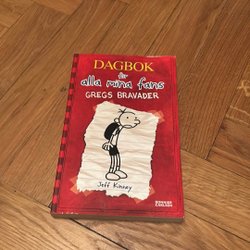 DAGBOK
för
alla mina fans
GREGS BRAVADER
Jeff Kinney